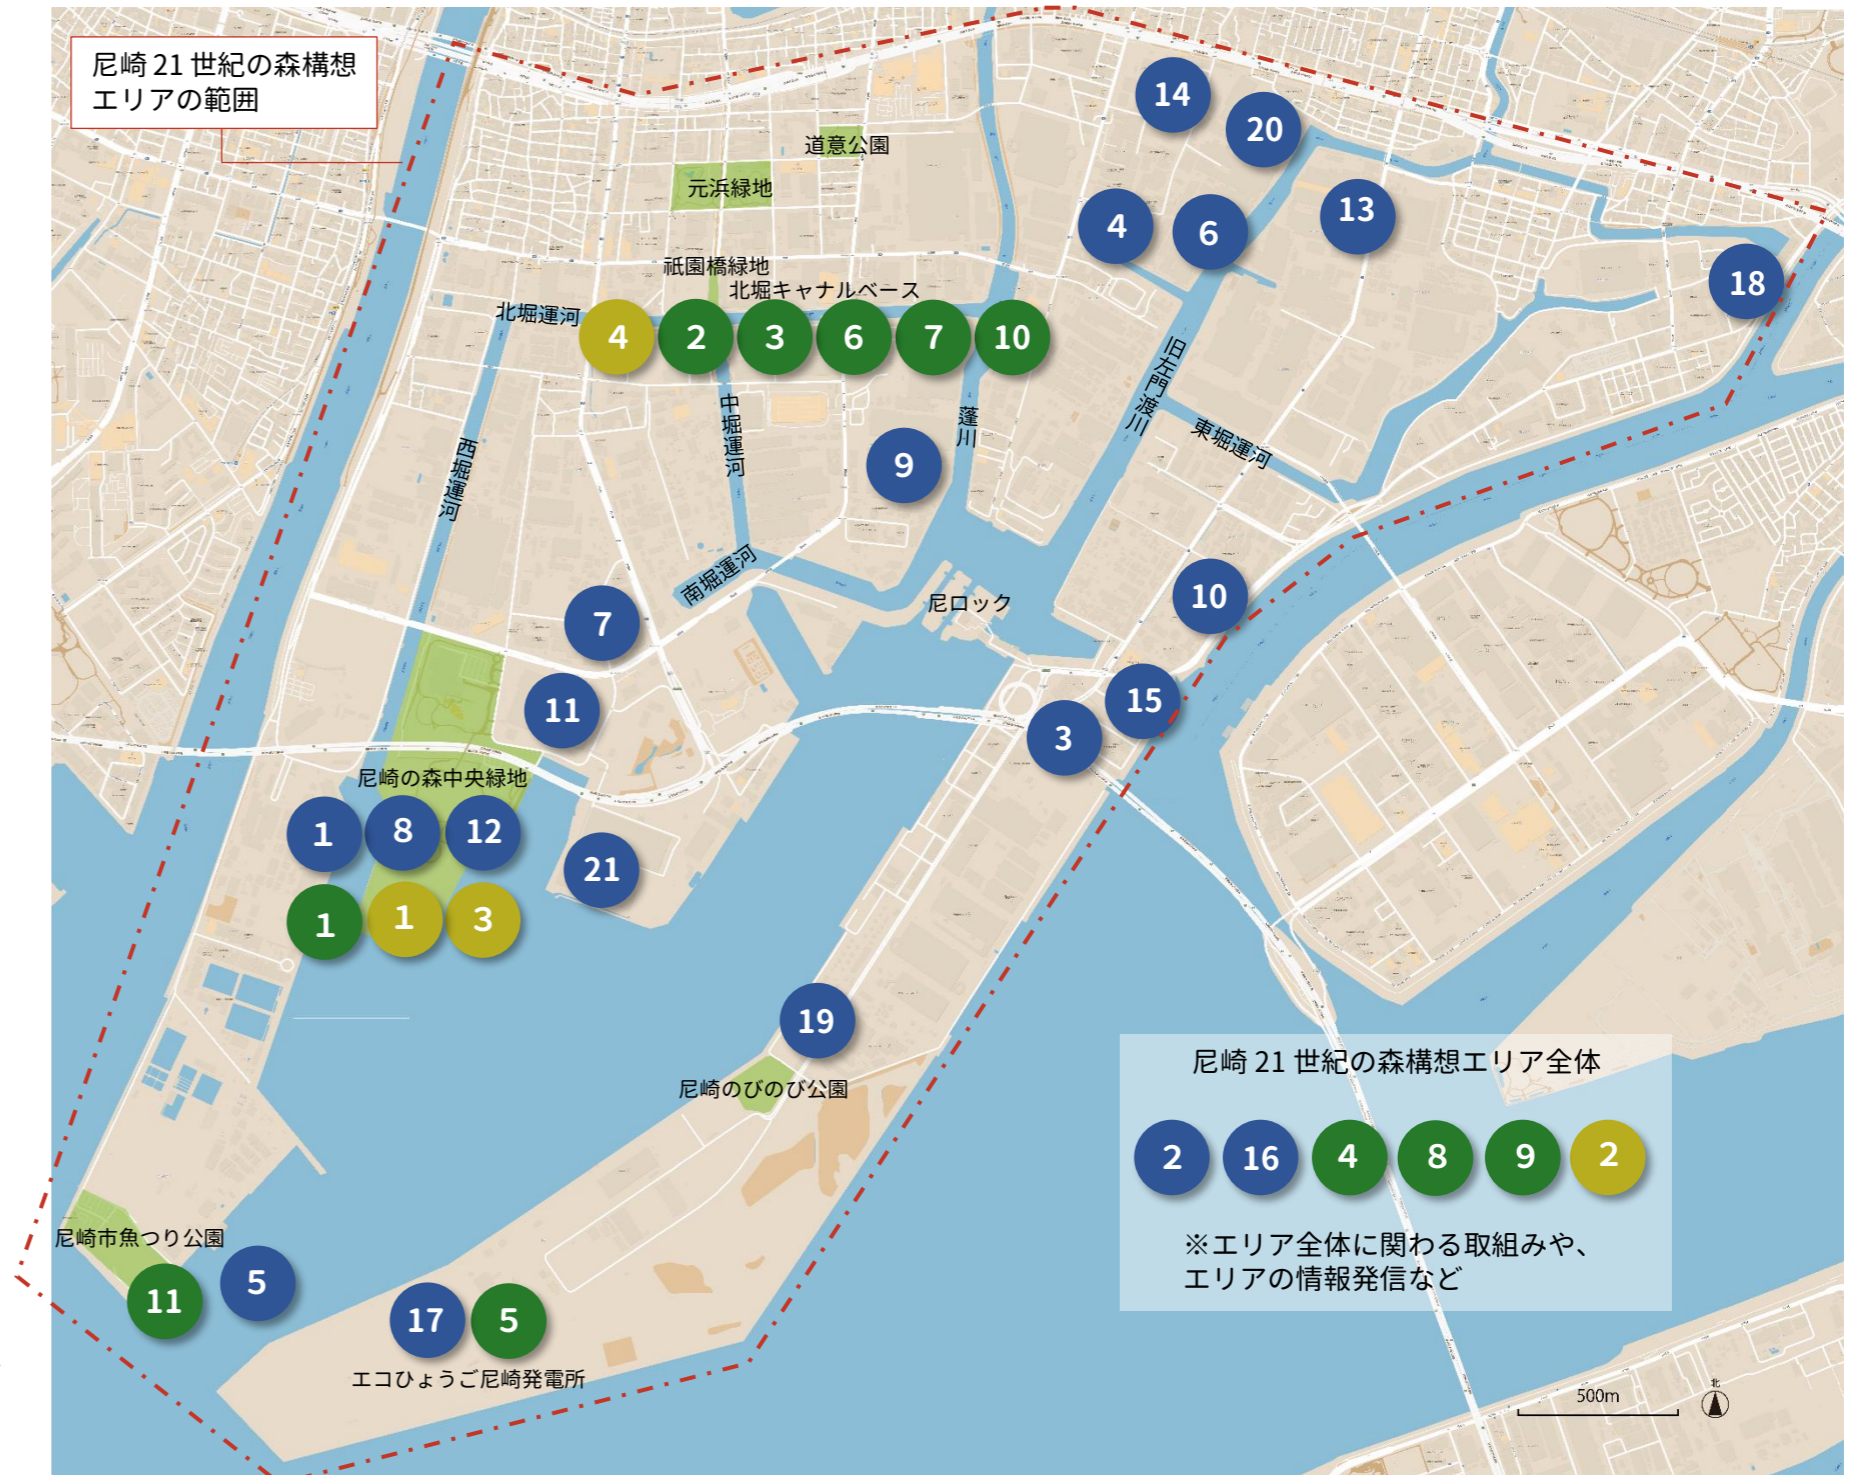 尼崎 21 世紀の森構想
エリアの範囲
14
20
道意公園
元浜緑地
4
6
13
18
祇園橋緑地
北堀キャナルベース
北堀運河
4
2
3
6
7
10
旧左門渡川
中堀運河
蓬川
東堀運河
西堀運河
9
南堀運河
尼ロック
10
7
11
15
3
尼崎の森中央緑地
1
8
12
21
1
1
3
19
尼崎のびのび公園
尼崎 21 世紀の森構想エリア全体
2
16
4
8
9
2
※エリア全体に関わる取組みや、
エリアの情報発信など
尼崎市魚つり公園
11
5
17
5
エコひょうご尼崎発電所
北
500m